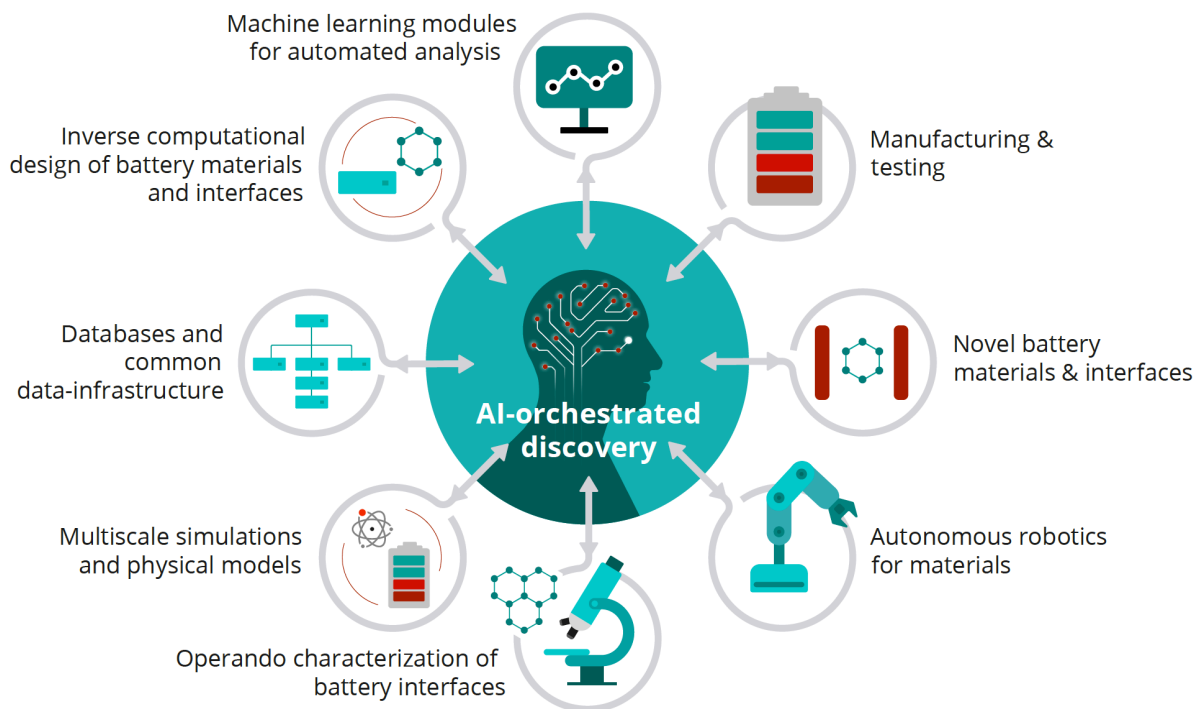 Machine learning modules
for automated analysis
Manufacturing &
testing
Inverse computational
design of battery materials
and interfaces
Databases and
common
data-infrastructure
Novel battery
materials & interfaces
AI-orchestrated
discovery
Multiscale simulations
and physical models
Autonomous robotics
for materials
Operando characterization of
battery interfaces